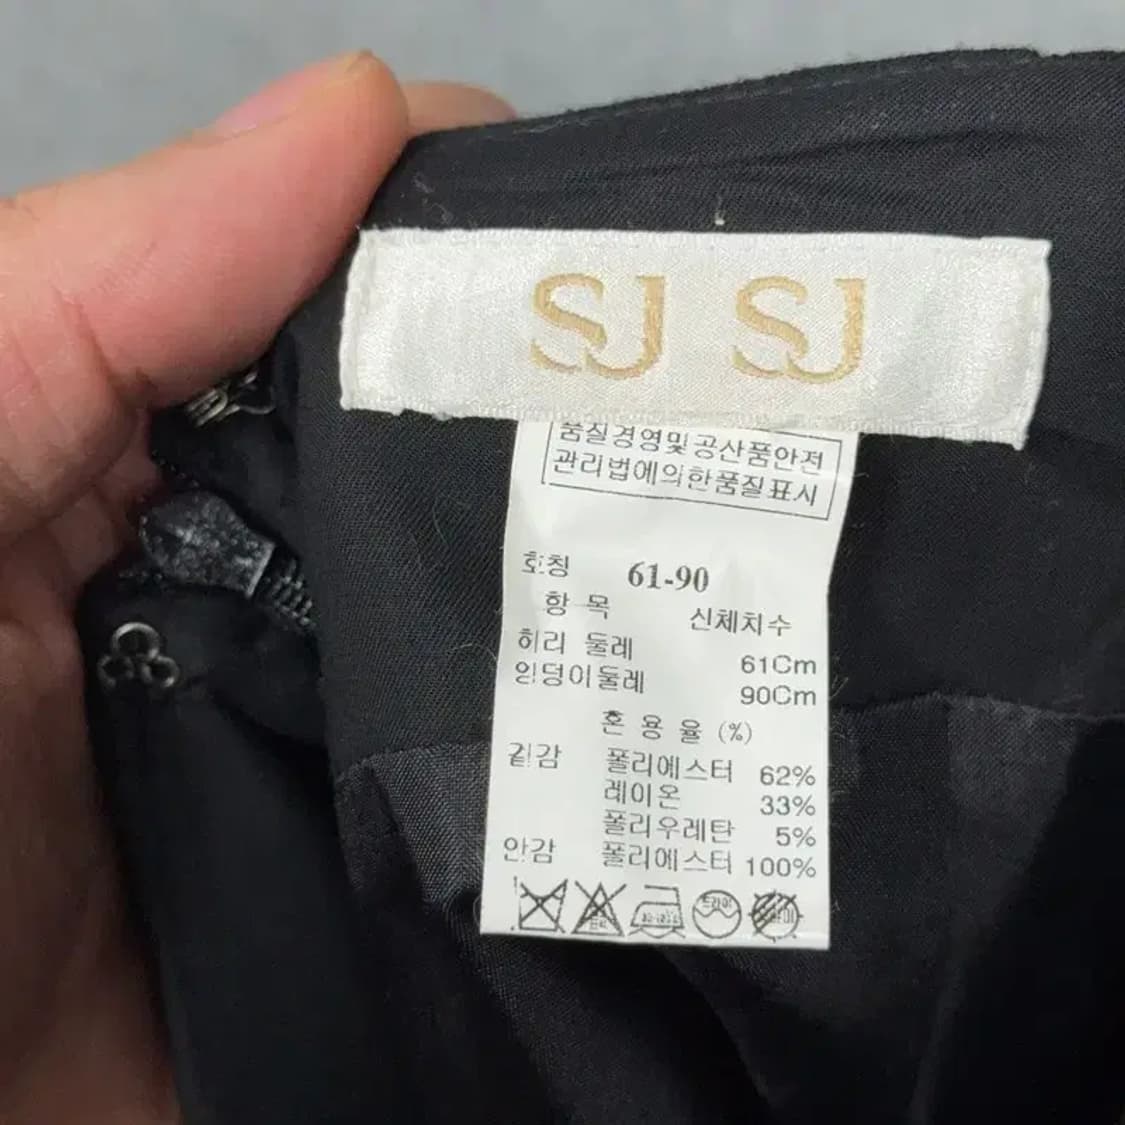 SJ SJ
품질경영및공산품안전
관리법에의한품질표시
호칭 61-90
항 목 신체치수
허리 둘레 61Cm
엉덩이둘레 90Cm
혼 용 율 (%)
겉감 폴리에스터 62%
레이온 33%
폴리우레탄 5%
안감 폴리에스터 100%
드라이